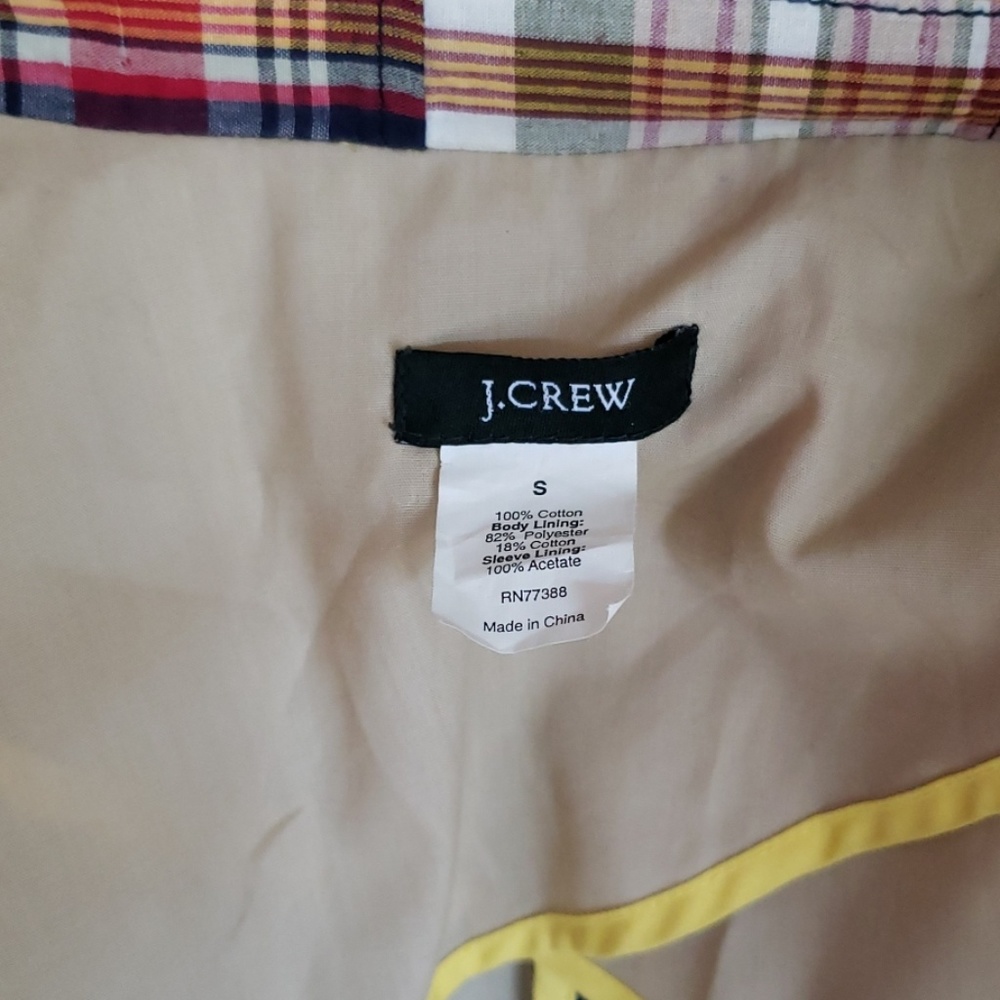 J.CREW
S
100% Cotton
Body Lining:
82% Polyester
18% Cotton
Sleeve Lining:
100% Acetate
RN77388
Made in China